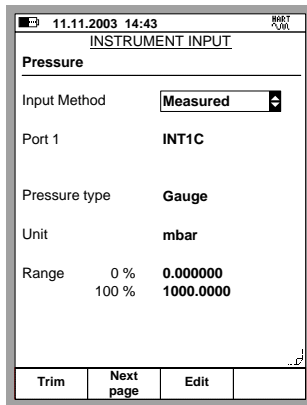 11.11.2003 14:43 HART
INSTRUMENT INPUT
Pressure
Input Method Measured
Port 1 INT1C
Pressure type Gauge
Unit mbar
Range 0 % 0.000000
100 % 1000.0000
Trim Next page Edit